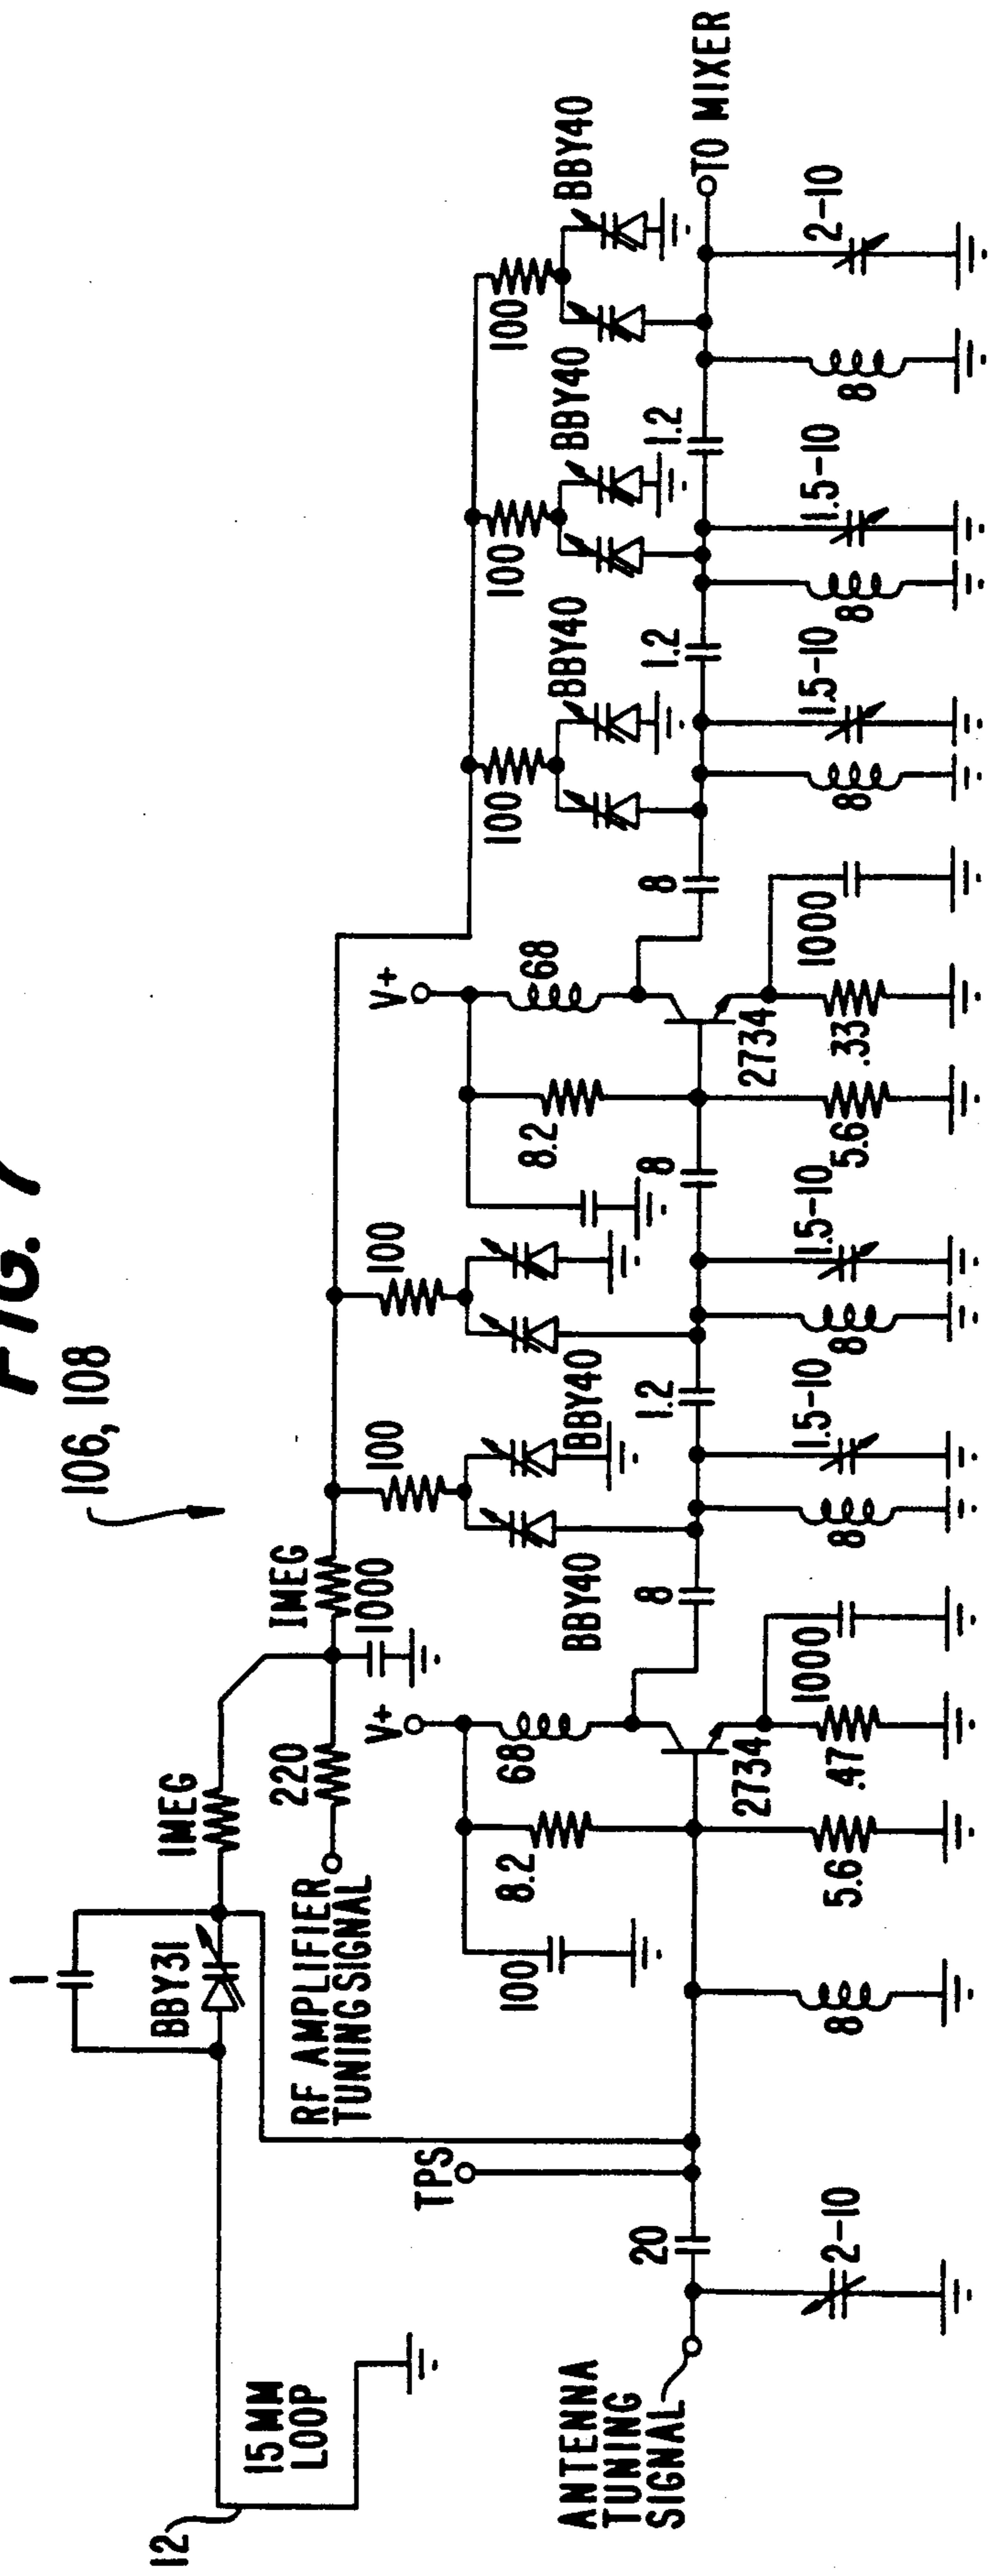 FIG. 7
106, 108
12
15 MM
LOOP
1
BBY31
1MEG
RF AMPLIFIER
TUNING SIGNAL
220
1MEG
1000
TPS
ANTENNA
TUNING
SIGNAL
20
2-10
V+
100
8.2
68
8
5.6
2734
.47
1000
8
100
BBY40
BBY40
8
1.5-10
1.2
100
8
1.5-10
8
V+
8.2
68
5.6
2734
.33
1000
8
100
BBY40
8
1.5-10
1.2
100
BBY40
8
1.5-10
1.2
100
BBY40
8
2-10
TO MIXER